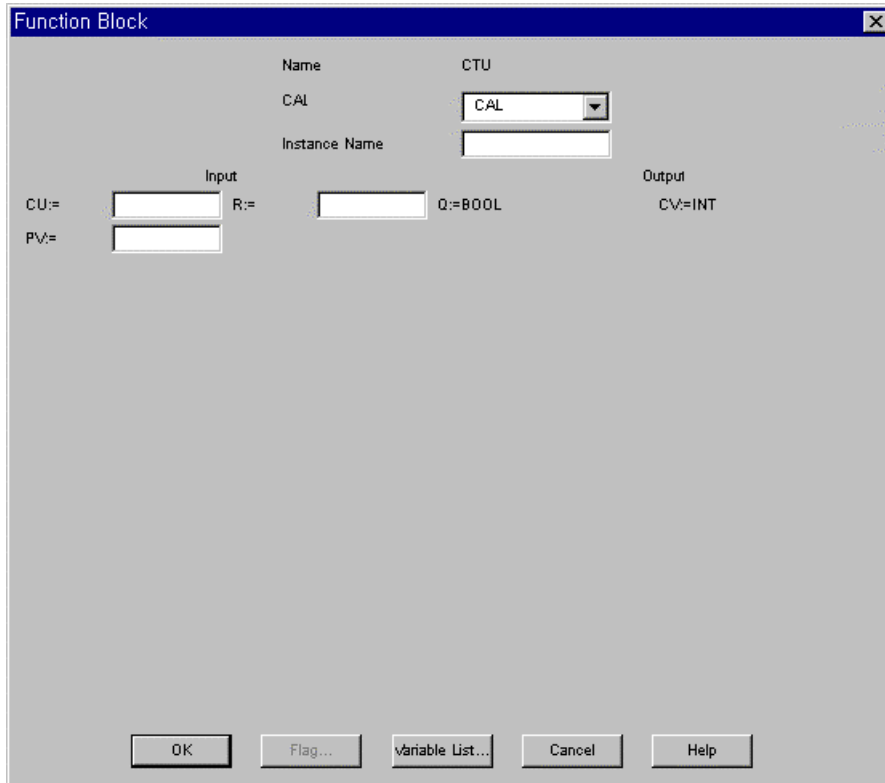 Function Block
Name CTU
CAL CAL
Instance Name
Input Output
CU:= R:= Q:=BOOL CV:=INT
PV:=
OK Flag... Variable List... Cancel Help